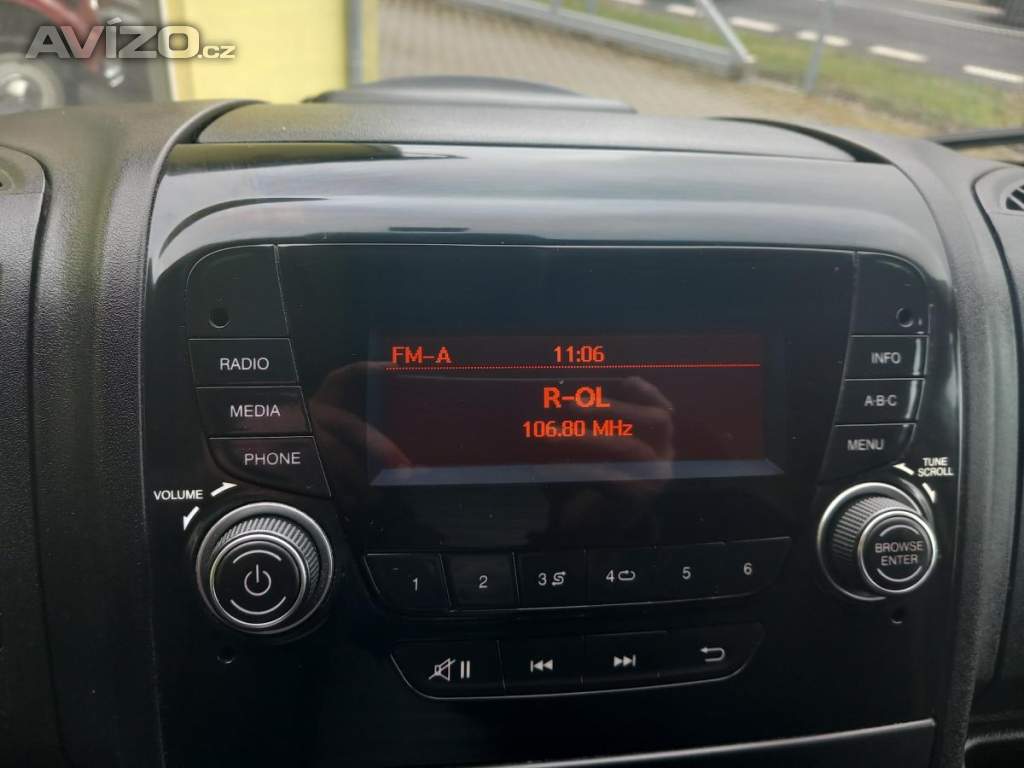 AVÍZO.cz
FM-A 11:06
R-OL
106.80 MHz
RADIO
MEDIA
PHONE
VOLUME
INFO
A·B·C
MENU
TUNE
SCROLL
BROWSE
ENTER
1 2 3 4 5 6